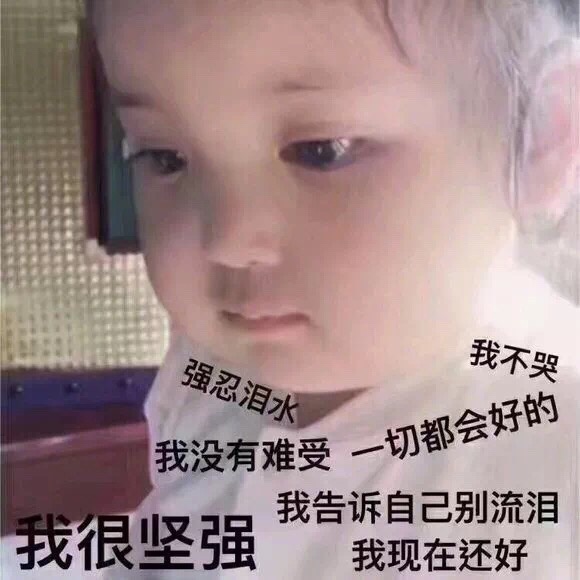 我不哭
强忍泪水
一切都会好的
我没有难受
我告诉自己别流泪
我很坚强
我现在还好